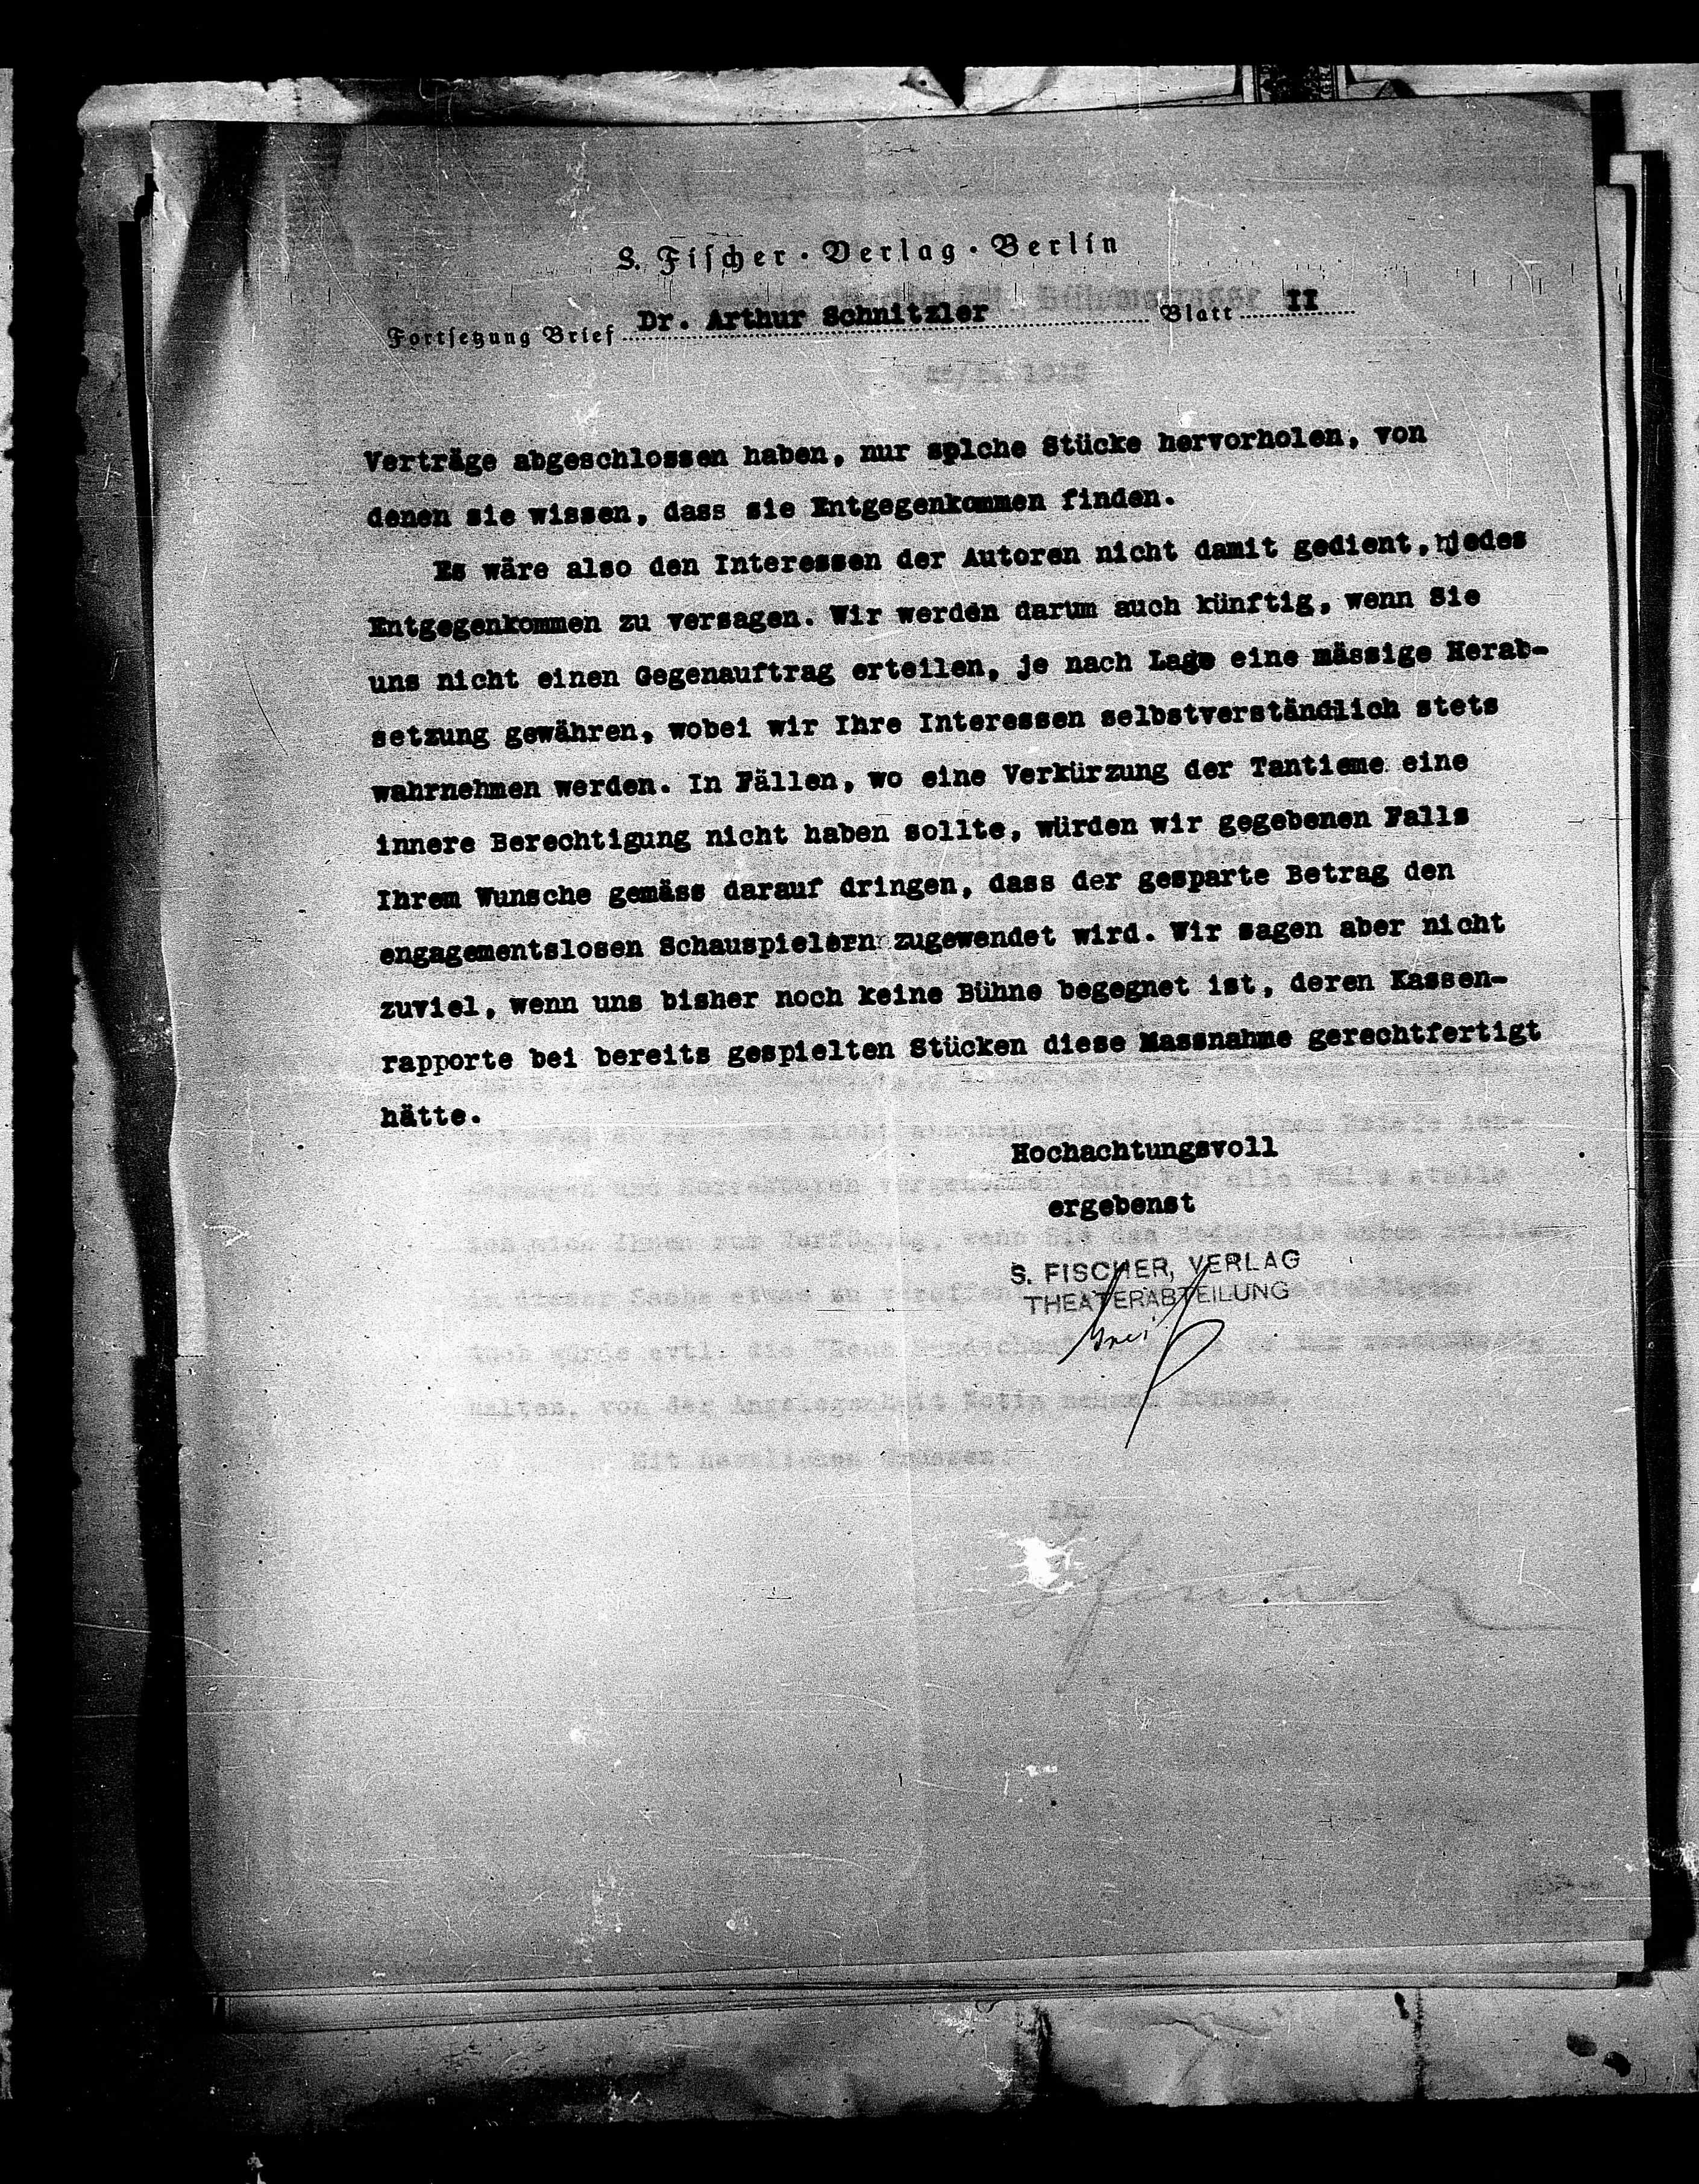 S. Fischer · Verlag · Berlin
Fortsetzung Brief Dr. Arthur Schnitzler Blatt II
Verträge abgeschlossen haben, nur solche Stücke hervorholen, von
denen sie wissen, dass sie Entgegenkommen finden.
Es wäre also den Interessen der Autoren nicht damit gedient, jedes
Entgegenkommen zu versagen. Wir werden darum auch künftig, wenn Sie
uns nicht einen Gegenauftrag erteilen, je nach Lage eine mässige Herab-
setzung gewähren, wobei wir Ihre Interessen selbstverständlich stets
wahrnehmen werden. In Fällen, wo eine Verkürzung der Tantieme eine
innere Berechtigung nicht haben sollte, würden wir gegebenen Falls
Ihrem Wunsche gemäss darauf dringen, dass der gesparte Betrag den
engagementslosen Schauspielern zugewendet wird. Wir sagen aber nicht
zuviel, wenn uns bisher noch keine Bühne begegnet ist, deren Kassen-
rapporte bei bereits gespielten Stücken diese Massnahme gerechtfertigt
hätte.
Hochachtungsvoll
ergebenst
S. FISCHER, VERLAG
THEATERABTEILUNG